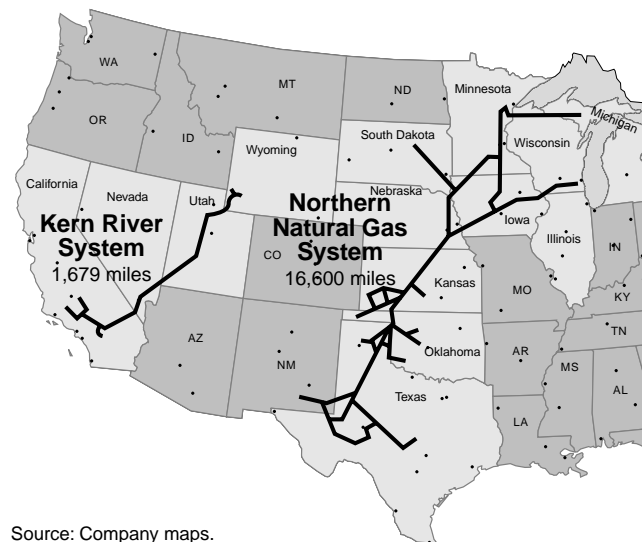 WA
MT
ND
Minnesota
OR
ID
South Dakota
Michigan
Wyoming
Wisconsin
California
Nevada
Utah
Nebraska
Iowa
Illinois
Kern River
System
1,679 miles
Northern
Natural Gas
System
16,600 miles
CO
Kansas
MO
IN
KY
TN
AZ
NM
Oklahoma
AR
MS
AL
Texas
LA
Source: Company maps.